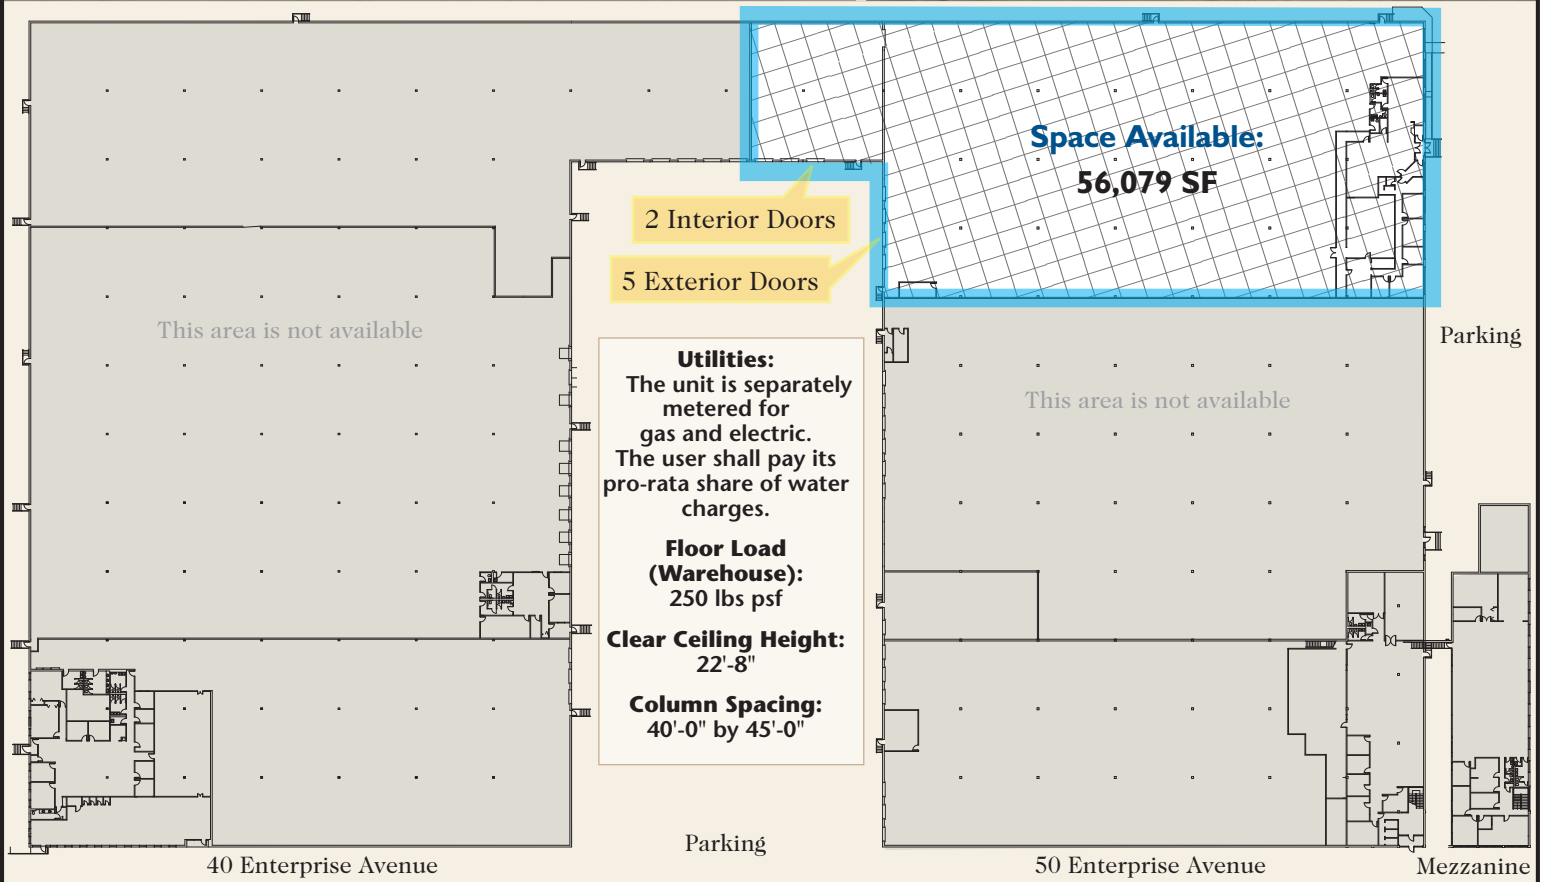 Space Available:
56,079 SF
2 Interior Doors
5 Exterior Doors
This area is not available
Parking
Utilities:
The unit is separately
metered for
gas and electric.
The user shall pay its
pro-rata share of water
charges.
Floor Load
(Warehouse):
250 lbs psf
Clear Ceiling Height:
22'-8"
Column Spacing:
40'-0" by 45'-0"
This area is not available
Parking
40 Enterprise Avenue
50 Enterprise Avenue
Mezzanine